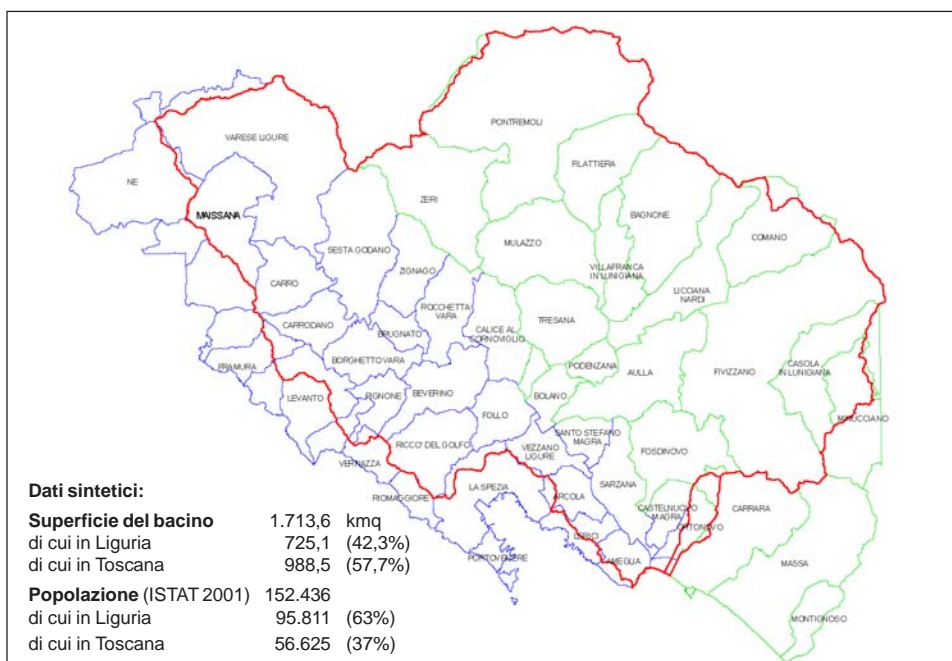 PONTREMOLI
VARESE LIGURE
FILATTIERA
NE
ZERI
BAGNONE
MAISSANA
COMANO
MULAZZO
SESTA GODANO
ZIGNAGO
VILLAFRANCA
IN LUNIGIANA
CARRO
LICCIANA
NARDI
ROCCHETTA
VARA
TRESANA
CARRODANO
CALICE AL
CORNOVIGLIO
BRUGNATO
BORGHETTO VARA
PODENZANA
CASOLA
IN LUNIGIANA
FRAMURA
AULLA
FIVIZZANO
PIGNONE
BEVERINO
LEVANTO
BOLANO
FOLLO
MINUCCIANO
SANTO STEFANO
MAGRA
RICCO' DEL GOLFO
VEZZANO
LIGURE
FOSDINOVO
VERNAZZA
SARZANA
LA SPEZIA
ARCOLA
RIOMAGGIORE
CASTELNUOVO
MAGRA
CARRARA
ORTONOVO
LERICI
PORTOVENERE
AMEGLIA
MASSA
MONTIGNOSO
Dati sintetici:
Superficie del bacino 1.713,6 kmq
di cui in Liguria 725,1 (42,3%)
di cui in Toscana 988,5 (57,7%)
Popolazione (ISTAT 2001) 152.436
di cui in Liguria 95.811 (63%)
di cui in Toscana 56.625 (37%)